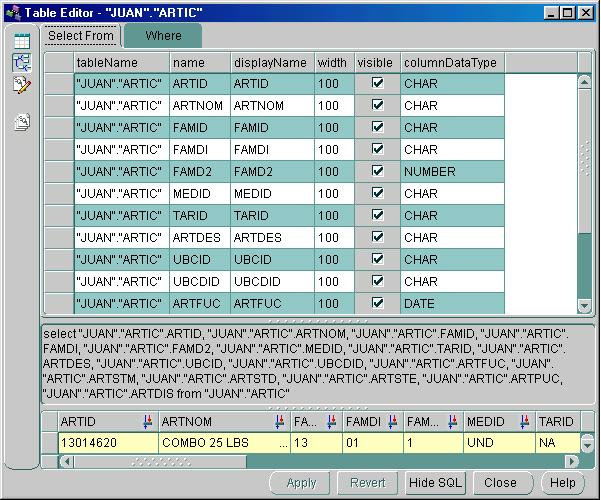 Table Editor - "JUAN"."ARTIC"
Select From Where
tableName name displayName width visible columnDataType
"JUAN"."ARTIC" ARTID ARTID 100 CHAR
"JUAN"."ARTIC" ARTNOM ARTNOM 100 CHAR
"JUAN"."ARTIC" FAMID FAMID 100 CHAR
"JUAN"."ARTIC" FAMDI FAMDI 100 CHAR
"JUAN"."ARTIC" FAMD2 FAMD2 100 NUMBER
"JUAN"."ARTIC" MEDID MEDID 100 CHAR
"JUAN"."ARTIC" TARID TARID 100 CHAR
"JUAN"."ARTIC" ARTDES ARTDES 100 CHAR
"JUAN"."ARTIC" UBCID UBCID 100 CHAR
"JUAN"."ARTIC" UBCDID UBCDID 100 CHAR
"JUAN"."ARTIC" ARTFUC ARTFUC 100 DATE
select "JUAN"."ARTIC".ARTID, "JUAN"."ARTIC".ARTNOM, "JUAN"."ARTIC".FAMID, "JUAN"."ARTIC".
FAMDI, "JUAN"."ARTIC".FAMD2, "JUAN"."ARTIC".MEDID, "JUAN"."ARTIC".TARID, "JUAN"."ARTIC".
ARTDES, "JUAN"."ARTIC".UBCID, "JUAN"."ARTIC".UBCDID, "JUAN"."ARTIC".ARTFUC, "JUAN".
"ARTIC".ARTSTM, "JUAN"."ARTIC".ARTSTD, "JUAN"."ARTIC".ARTSTE, "JUAN"."ARTIC".ARTPUC,
"JUAN"."ARTIC".ARTDIS from "JUAN"."ARTIC"
ARTID ARTNOM FA... FAMDI FAM... MEDID TARID
13014620 COMBO 25 LBS ... 13 01 1 UND NA
Apply Revert Hide SQL Close Help